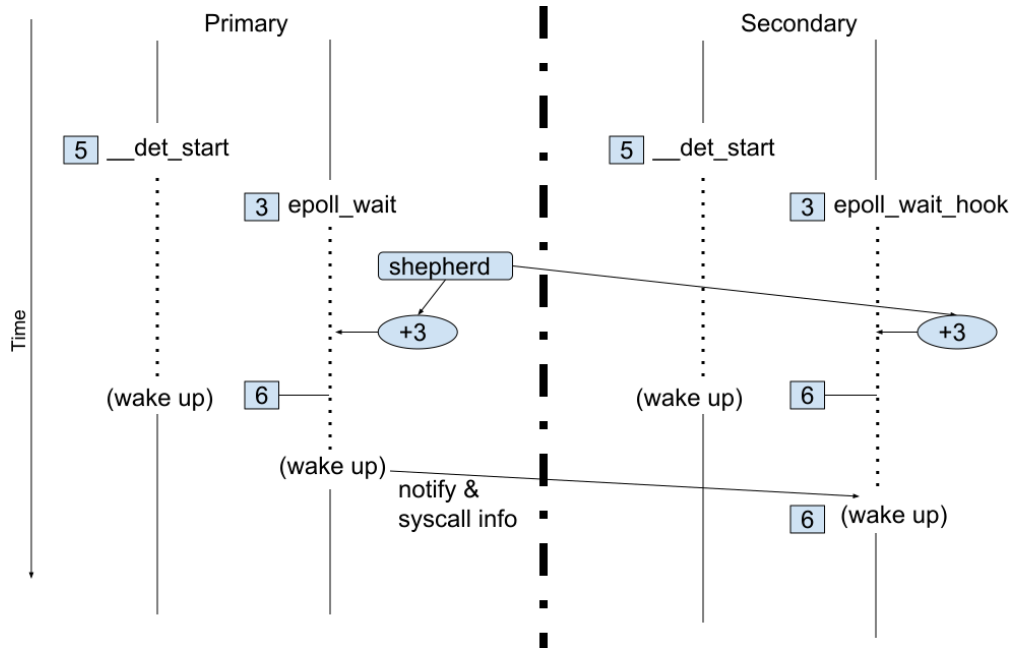 Primary
Secondary
5 __det_start
5 __det_start
3 epoll_wait
3 epoll_wait_hook
shepherd
Time
+3
+3
(wake up)
6
(wake up)
6
(wake up)
notify &
syscall info
6 (wake up)